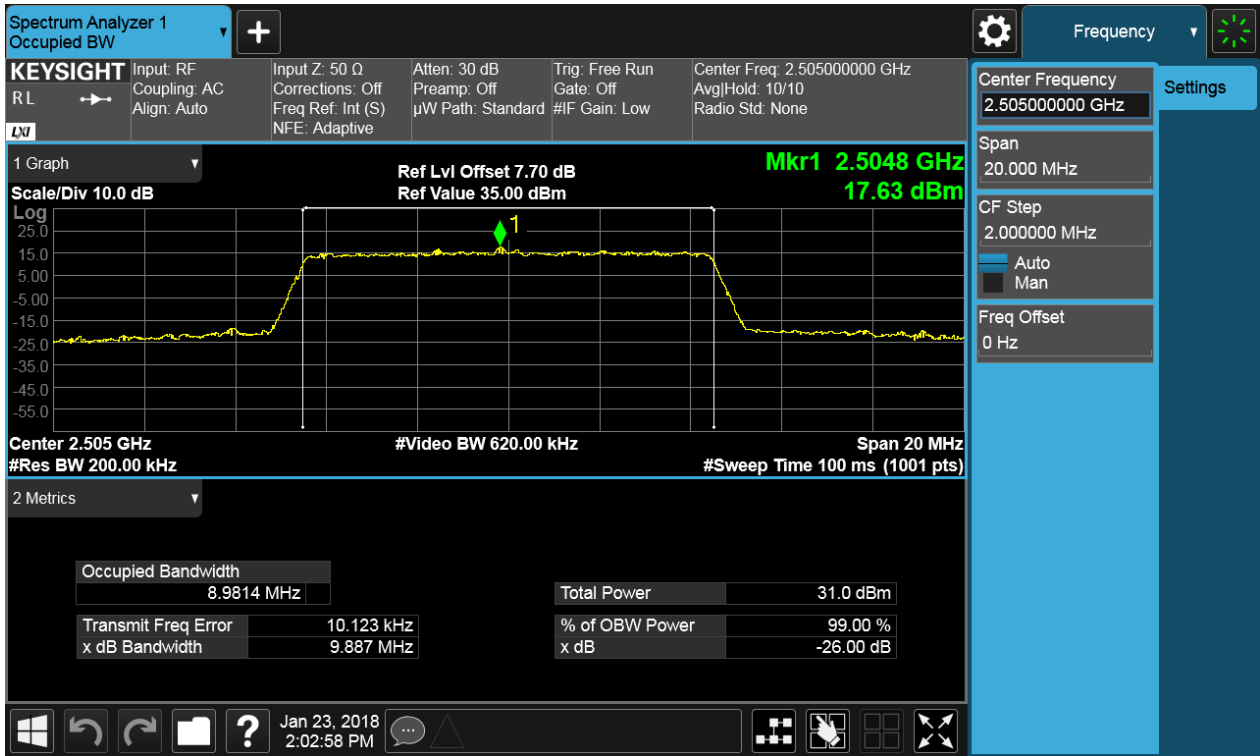 Spectrum Analyzer 1
Occupied BW
+
Frequency
KEYSIGHT
R L
LXI
Input: RF
Coupling: AC
Align: Auto
Input Z: 50 Ω
Corrections: Off
Freq Ref: Int (S)
NFE: Adaptive
Atten: 30 dB
Preamp: Off
µW Path: Standard
Trig: Free Run
Gate: Off
#IF Gain: Low
Center Freq: 2.505000000 GHz
Avg|Hold: 10/10
Radio Std: None
Center Frequency
2.505000000 GHz
Settings
Span
20.000 MHz
CF Step
2.000000 MHz
Auto
Man
Freq Offset
0 Hz
1 Graph
Scale/Div 10.0 dB
Ref Lvl Offset 7.70 dB
Ref Value 35.00 dBm
Mkr1 2.5048 GHz
17.63 dBm
Log
25.0
15.0
5.00
-5.00
-15.0
-25.0
-35.0
-45.0
-55.0
1
Center 2.505 GHz
#Video BW 620.00 kHz
Span 20 MHz
#Res BW 200.00 kHz
#Sweep Time 100 ms (1001 pts)
2 Metrics
Occupied Bandwidth
8.9814 MHz
Total Power 31.0 dBm
Transmit Freq Error 10.123 kHz
% of OBW Power 99.00 %
x dB Bandwidth 9.887 MHz
x dB -26.00 dB
?
Jan 23, 2018
2:02:58 PM